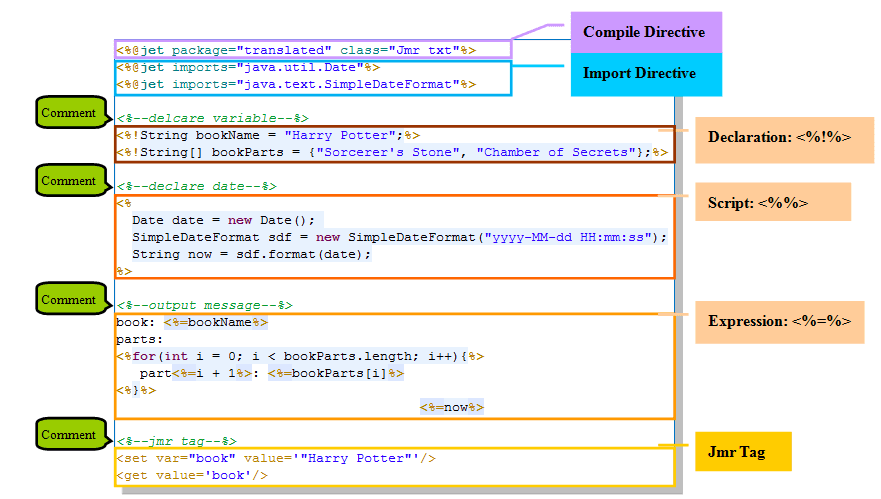 Compile Directive
<%@jet package="translated" class="Jmr txt"%>
<%@jet imports="java.util.Date"%>
Import Directive
<%@jet imports="java.text.SimpleDateFormat"%>
Comment
<%--delcare variable--%>
<%!String bookName = "Harry Potter";%>
Declaration: <%!%>
<%!String[] bookParts = {"Sorcerer's Stone", "Chamber of Secrets"};%>
Comment
<%--declare date--%>
<%
Script: <%%>
Date date = new Date();
SimpleDateFormat sdf = new SimpleDateFormat("yyyy-MM-dd HH:mm:ss");
String now = sdf.format(date);
%>
Comment
<%--output message--%>
book: <%=bookName%>
Expression: <%=%>
parts:
<%for(int i = 0; i < bookParts.length; i++){%>
part<%=i + 1%>: <%=bookParts[i]%>
<%}%>
<%=now%>
Comment
<%--jmr tag--%>
<set var="book" value='"Harry Potter"'/>
Jmr Tag
<get value='book'/>